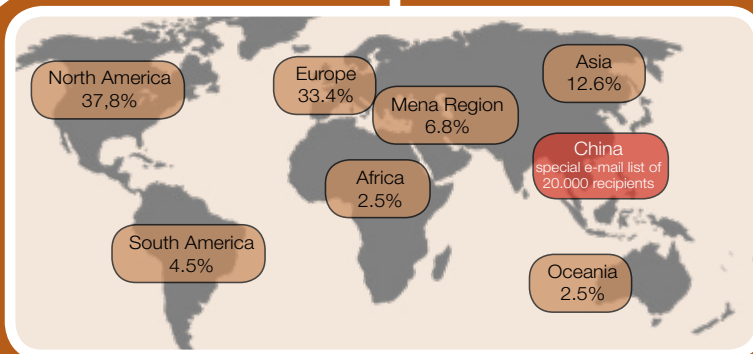 North America
37,8%
Europe
33.4%
Mena Region
6.8%
Asia
12.6%
China
special e-mail list of
20.000 recipients
Africa
2.5%
South America
4.5%
Oceania
2.5%